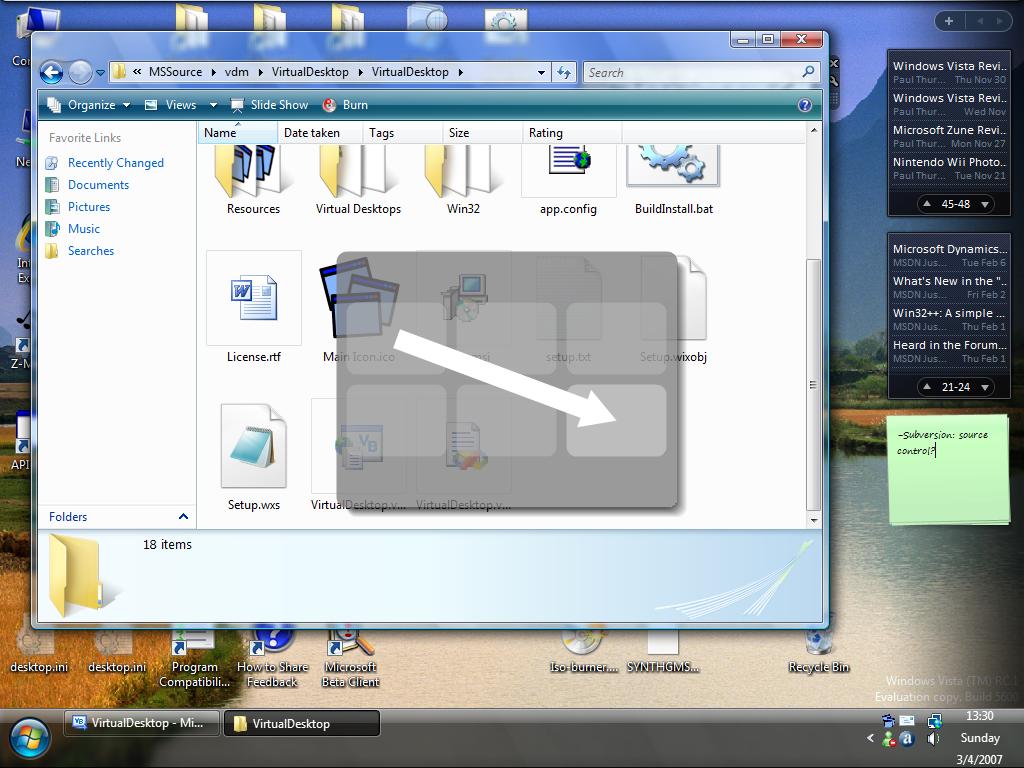 « MSSource vdm VirtualDesktop VirtualDesktop
Search
Organize Views Slide Show Burn
Favorite Links
Recently Changed
Documents
Pictures
Music
Searches
Folders
Name Date taken Tags Size Rating
Resources
Virtual Desktops
Win32
app.config
BuildInstall.bat
License.rtf
Main Icon.ico
setup.txt
Setup.wixobj
Setup.wxs
VirtualDesktop.v...
VirtualDesktop.v...
18 items
Windows Vista Revi..
Paul Thur... Thu Nov 30
Windows Vista Revi..
Paul Thur... Wed Nov
Microsoft Zune Revi..
Paul Thur... Mon Nov 27
Nintendo Wii Photo..
Paul Thur... Tue Nov 21
45-48
Microsoft Dynamics...
MSDN Jus... Tue Feb 6
What's New in the "..
MSDN Jus... Fri Feb 2
Win32++: A simple ...
MSDN Jus... Thu Feb 1
Heard in the Forum...
MSDN Jus... Thu Feb 1
21-24
-Subversion: source
control?
desktop.ini
desktop.ini
Program
Compatibili...
How to Share
Feedback
Microsoft
Beta Client
Iso-burner....
SYNTHGMS...
Recycle Bin
Windows Vista (TM) RC 1
Evaluation copy. Build 5600
VirtualDesktop - Mi...
VirtualDesktop
13:30
Sunday
3/4/2007